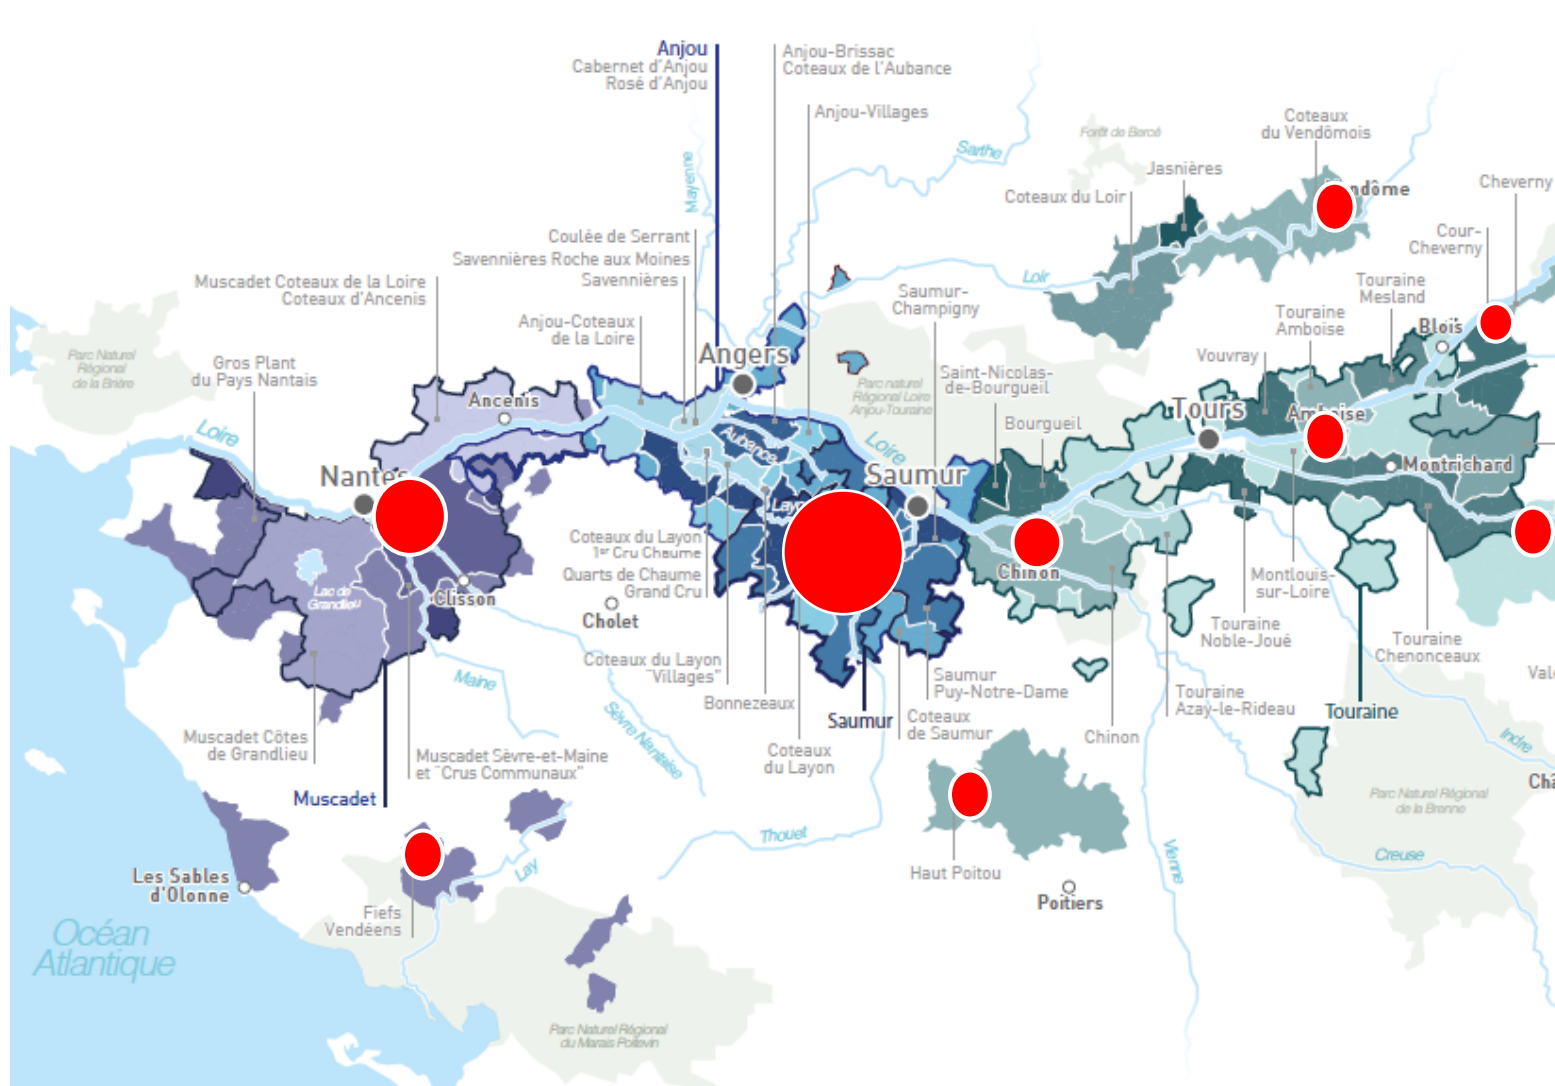 Anjou
Cabernet d'Anjou
Rosé d'Anjou
Anjou-Brissac
Coteaux de l'Aubance
Anjou-Villages
Mayenne
Sarthe
Forêt de Bercé
Coteaux
du Vendômois
Jasnières
Coteaux du Loir
Cheverny
Cour-
Cheverny
Coulée de Serrant
Savennières Roche aux Moines
Savennières
Muscadet Coteaux de la Loire
Coteaux d'Ancenis
Anjou-Coteaux
de la Loire
Loir
Saumur-
Champigny
Touraine
Mesland
Touraine
Amboise
Blois
Vouvray
Parc Naturel
Régional
de la Brière
Gros Plant
du Pays Nantais
Angers
Parc naturel
Régional Loire
Anjou-Touraine
Saint-Nicolas-
de-Bourgueil
Bourgueil
Ancenis
Tours
Amboise
Loire
Aubance
Loire
Montrichard
Nantes
Saumur
Coteaux du Layon
1er Cru Chaume
Quarts de Chaume
Grand Cru
Lac de
Grandlieu
Clisson
Cholet
Chinon
Montlouis-
sur-Loire
Touraine
Noble-Joué
Touraine
Chenonceaux
Coteaux du Layon
"Villages"
Bonnezeaux
Maine
Sèvre Nantaise
Saumur
Puy-Notre-Dame
Saumur
Coteaux
de Saumur
Touraine
Azay-le-Rideau
Touraine
Chinon
Indre
Muscadet Côtes
de Grandlieu
Muscadet Sèvre-et-Maine
et "Crus Communaux"
Coteaux
du Layon
Muscadet
Parc Naturel Régional
de la Brenne
Thouet
Vienne
Creuse
Haut Poitou
Poitiers
Lay
Les Sables
d'Olonne
Fiefs
Vendéens
Océan
Atlantique
Parc Naturel Régional
du Marais Poitevin